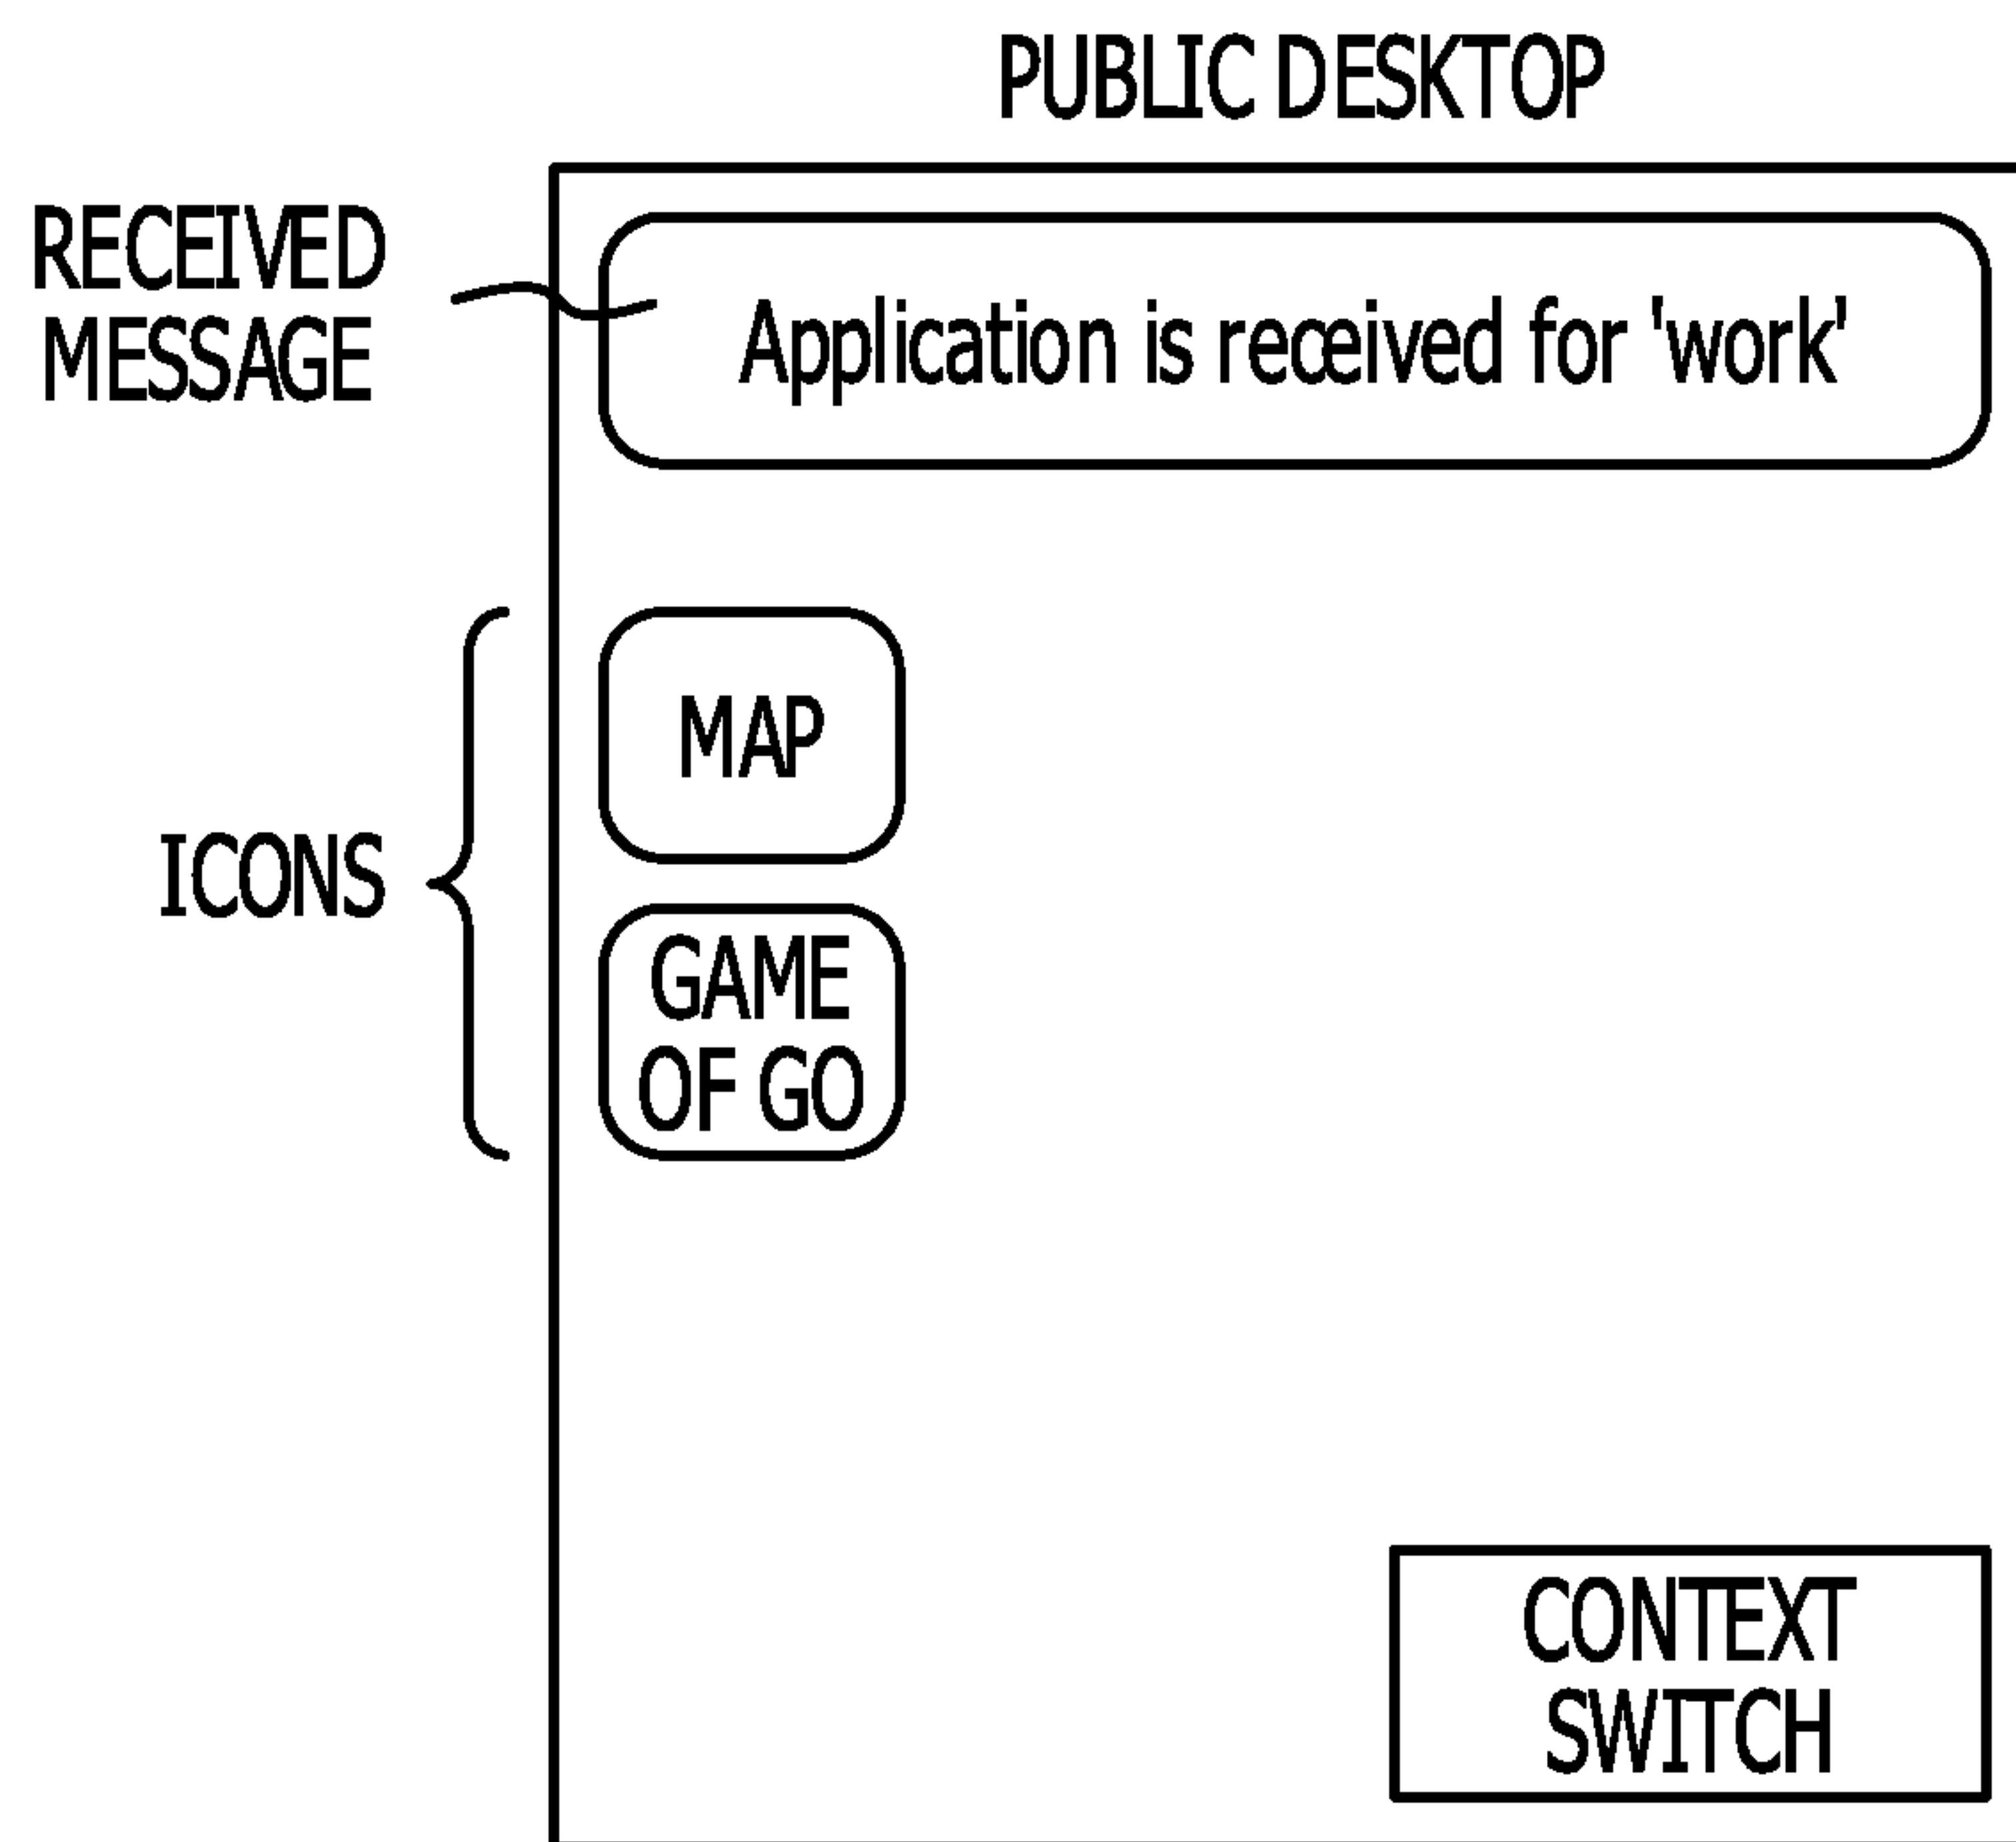 PUBLIC DESKTOP
RECEIVED
MESSAGE
Application is received for 'work'
ICONS
MAP
GAME
OF GO
CONTEXT
SWITCH